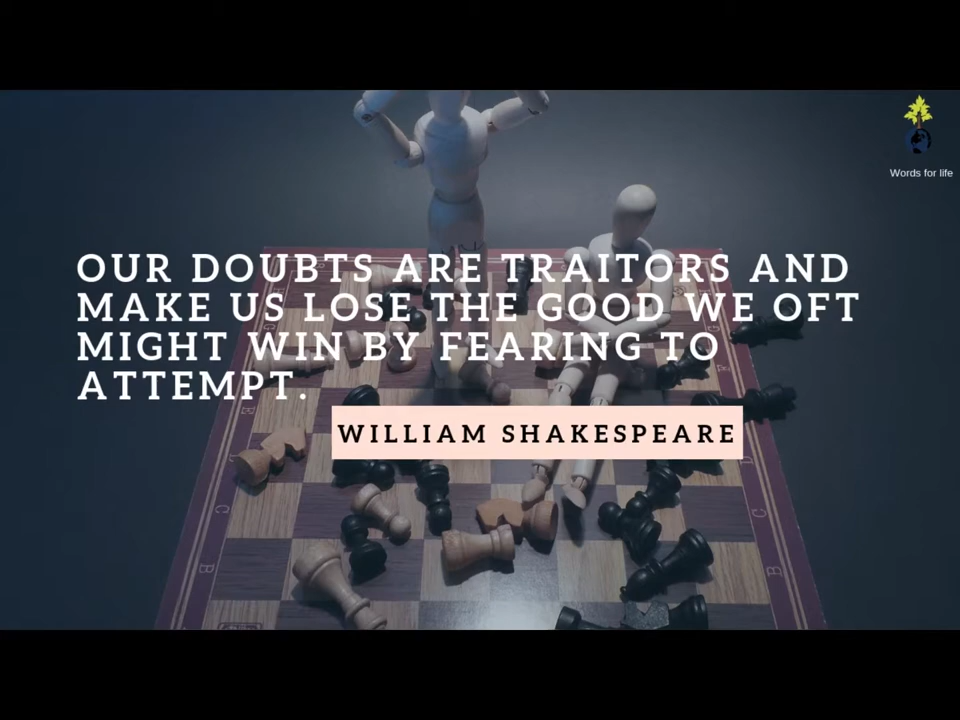 Words for life
OUR DOUBTS ARE TRAITORS AND
MAKE US LOSE THE GOOD WE OFT
MIGHT WIN BY FEARING TO
ATTEMPT.
WILLIAM SHAKESPEARE